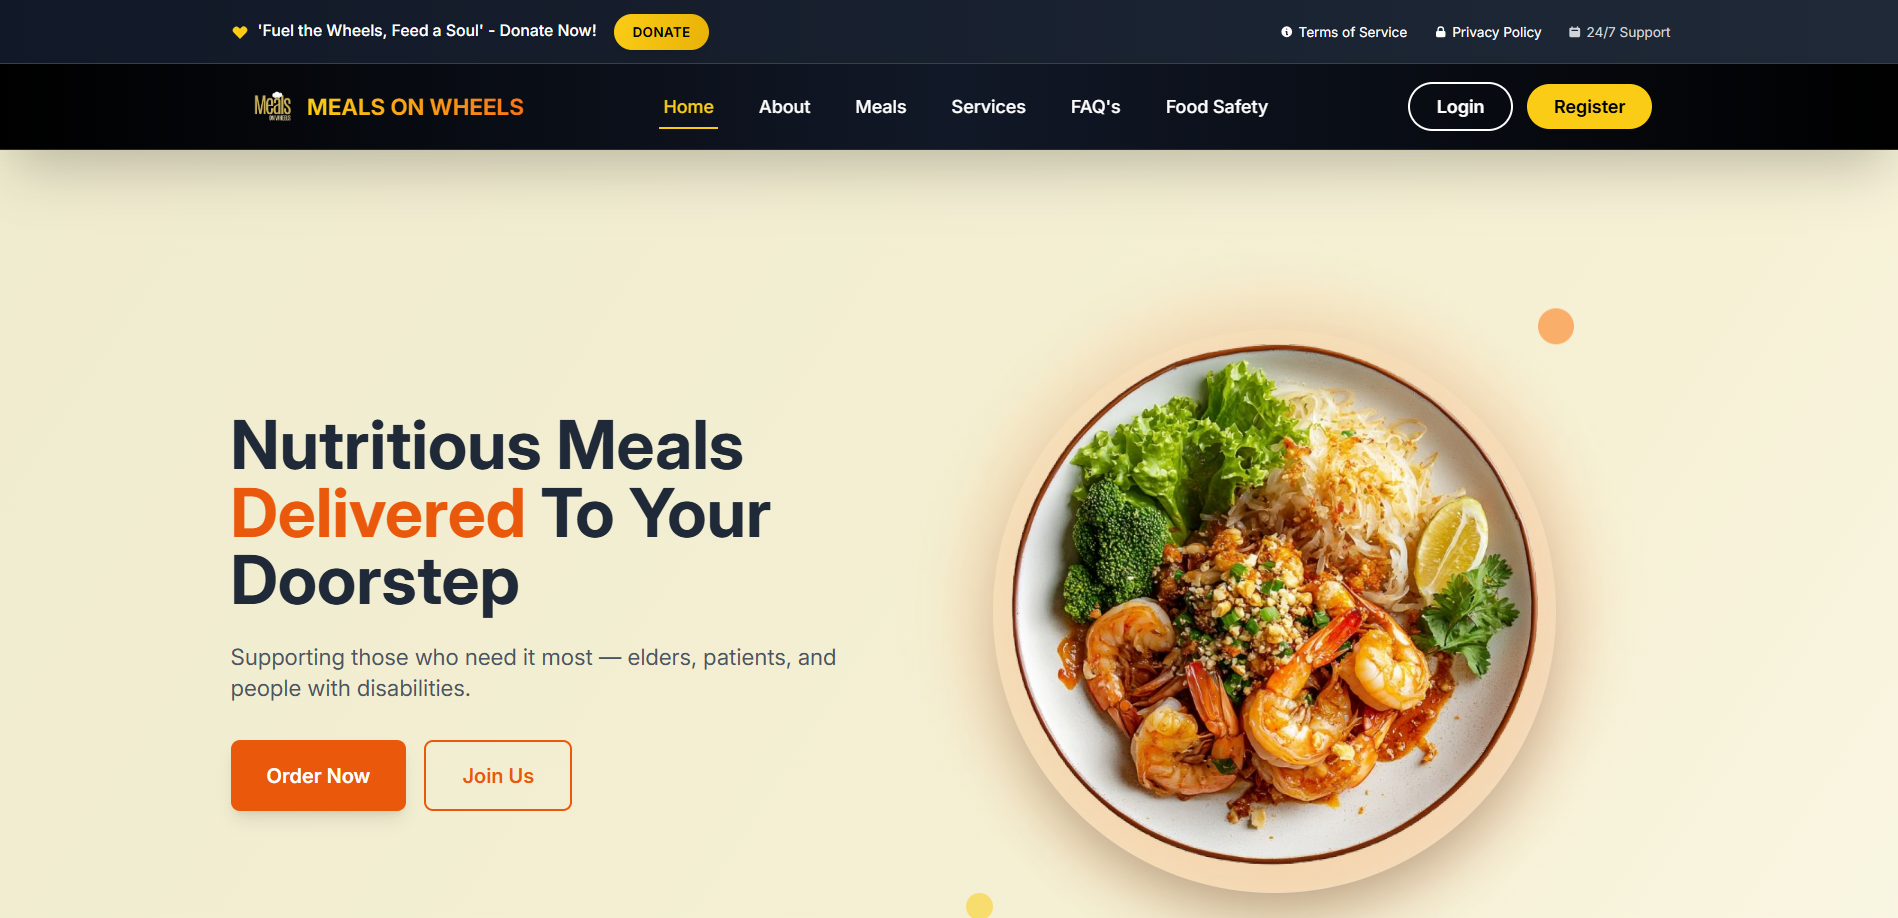 'Fuel the Wheels, Feed a Soul' - Donate Now!
DONATE
Terms of Service
Privacy Policy
24/7 Support
Meals
ON WHEELS
MEALS ON WHEELS
Home
About
Meals
Services
FAQ's
Food Safety
Login
Register
Nutritious Meals
Delivered To Your
Doorstep
Supporting those who need it most — elders, patients, and
people with disabilities.
Order Now
Join Us